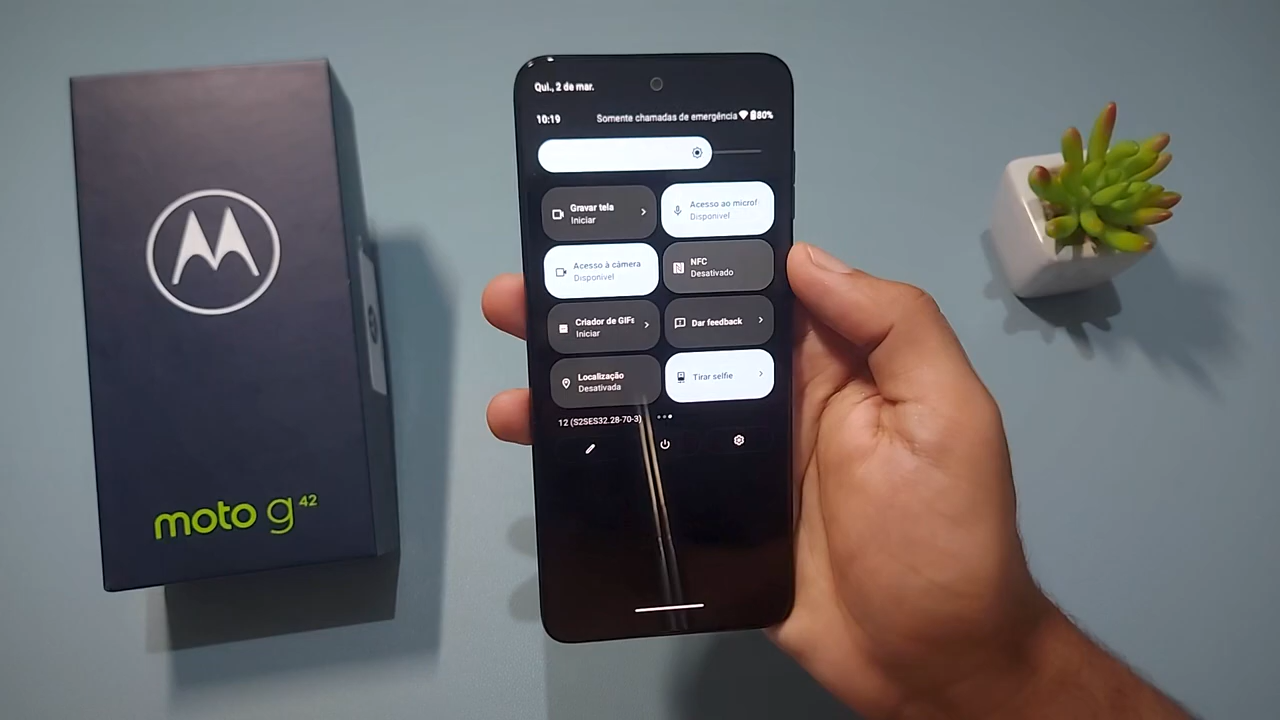 moto g42
Qui., 2 de mar.
10:19 Somente chamadas de emergência 80%
Gravar tela
Iniciar
Acesso ao microf
Disponível
Acesso à câmera
Disponível
NFC
Desativado
Criador de GIFs
Iniciar
Dar feedback
Localização
Desativada
Tirar selfie
12 (S2SES32.28-70-3)